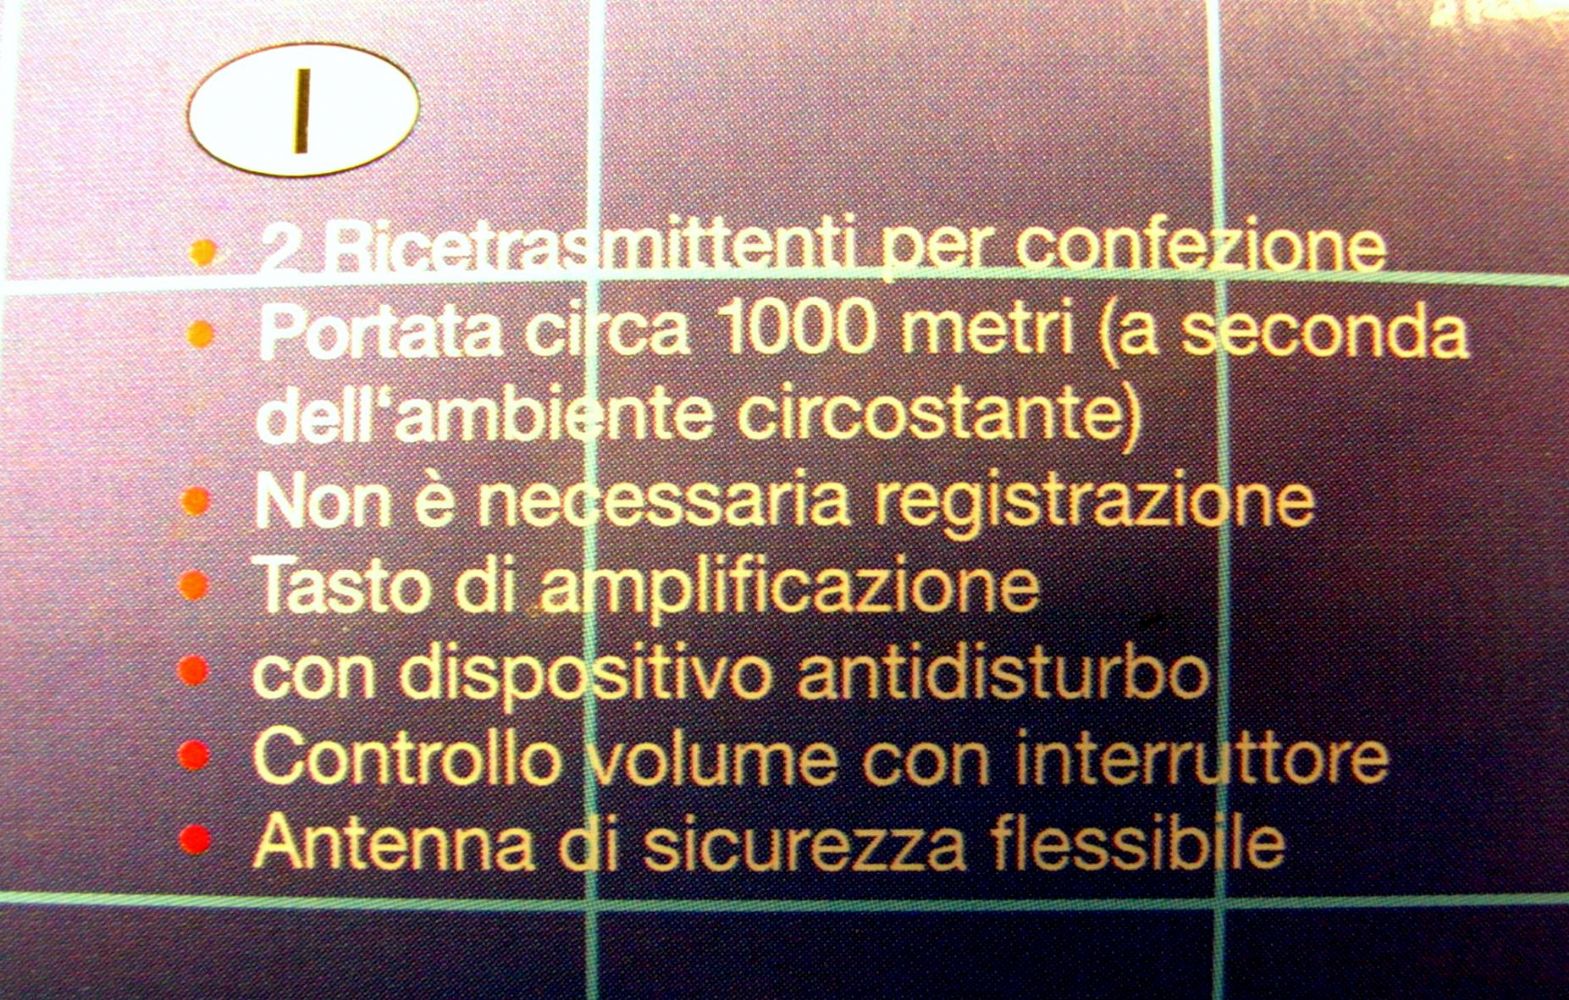 I
• 2 Ricetrasmittenti per confezione
• Portata circa 1000 metri (a seconda
dell‘ambiente circostante)
• Non è necessaria registrazione
• Tasto di amplificazione
• con dispositivo antidisturbo
• Controllo volume con interruttore
• Antenna di sicurezza flessibile